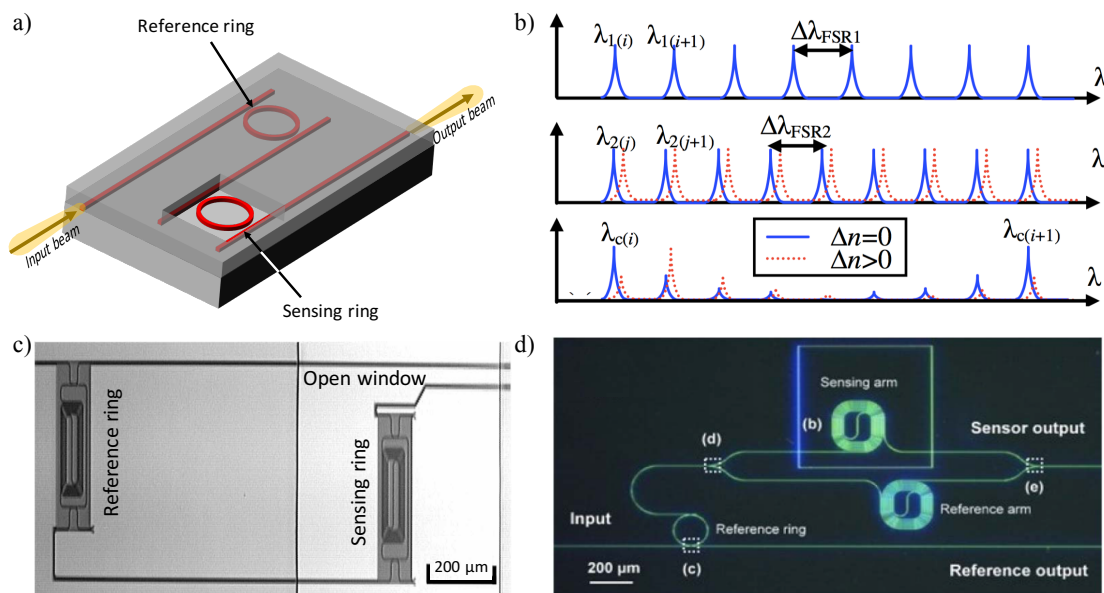 a)
Reference ring
Input beam
Output beam
Sensing ring
b)
λ1(i) λ1(i+1) ΔλFSR1 λ
λ2(j) λ2(j+1) ΔλFSR2 λ
λc(i) Δn=0 λc(i+1)
Δn>0 λ
c)
Reference ring
Open window
Sensing ring
200 µm
d)
Sensing arm
(b)
Sensor output
(d)
(e)
Input
Reference ring
Reference arm
(c)
200 µm
Reference output